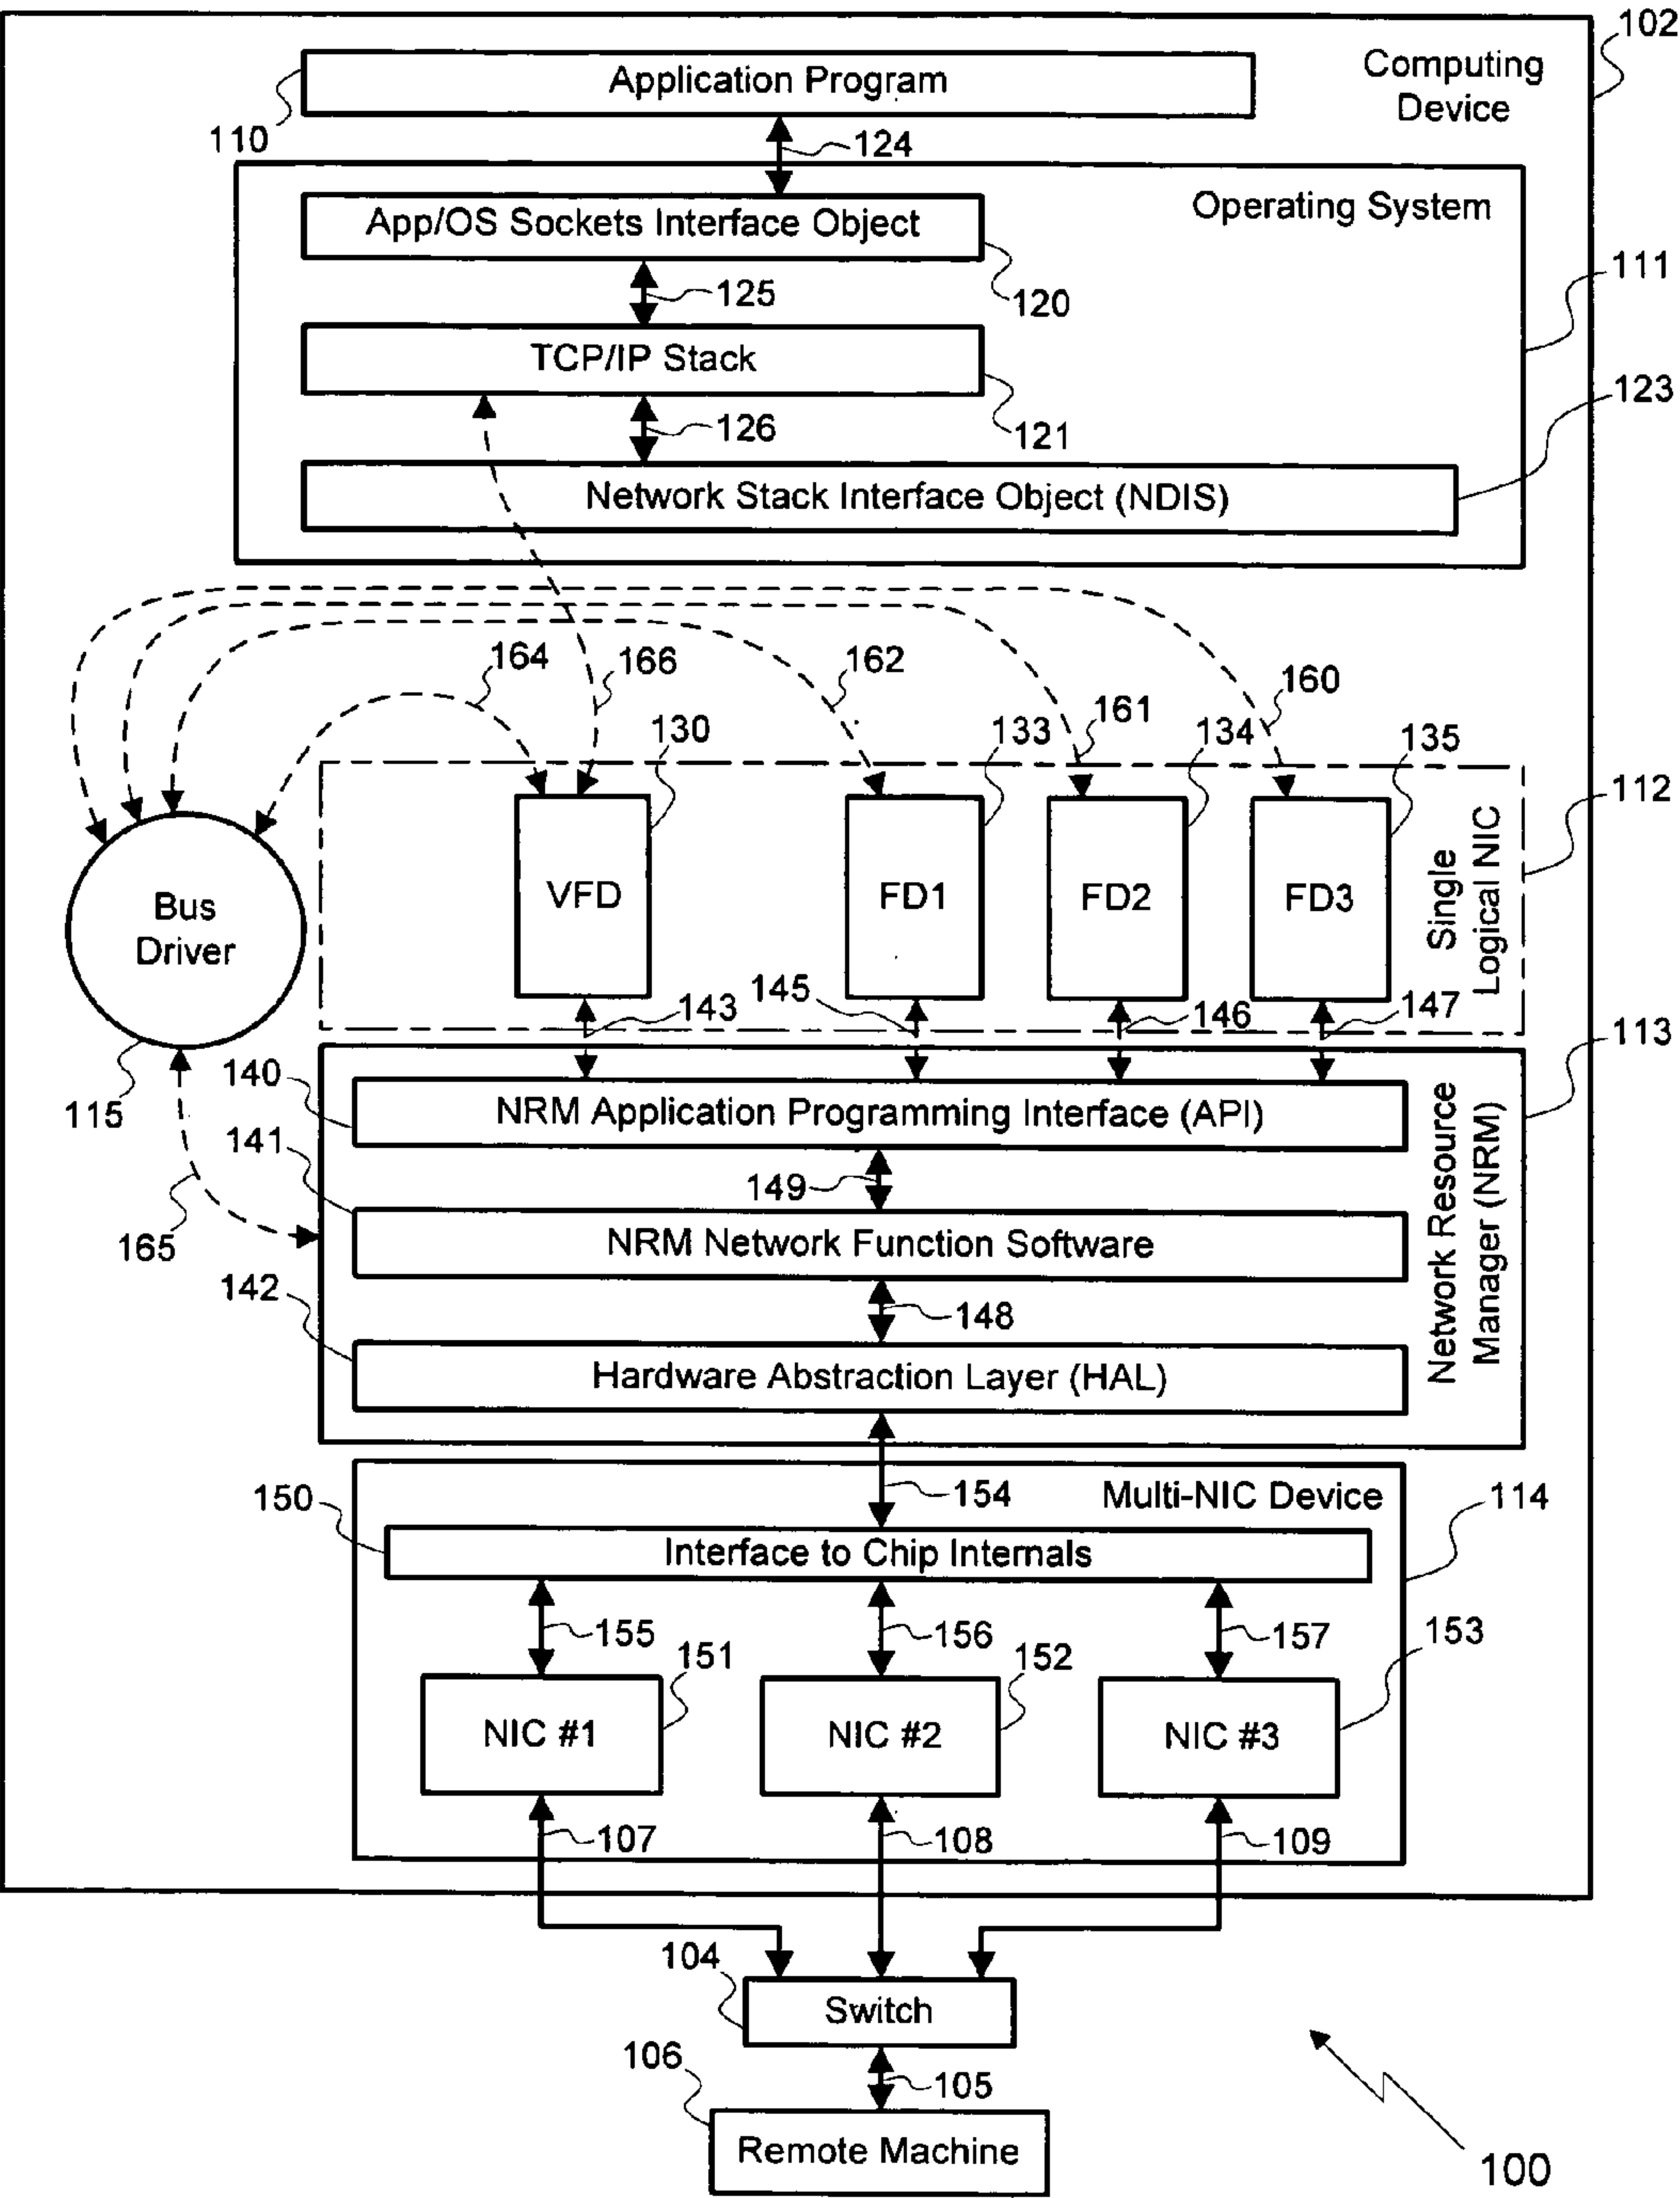 102
Computing
Device
Application Program
110
124
Operating System
App/OS Sockets Interface Object
111
120
125
TCP/IP Stack
123
126
121
Network Stack Interface Object (NDIS)
164
166
162
160
161
130
133
134
135
112
VFD
FD1
FD2
FD3
Single
Logical NIC
Bus
Driver
143
145
146
147
113
115
140
NRM Application Programming Interface (API)
141
149
165
NRM Network Function Software
142
148
Hardware Abstraction Layer (HAL)
Network Resource
Manager (NRM)
150
154
Multi-NIC Device
114
Interface to Chip Internals
155
156
157
151
152
153
NIC #1
NIC #2
NIC #3
107
108
109
104
Switch
106
105
Remote Machine
100